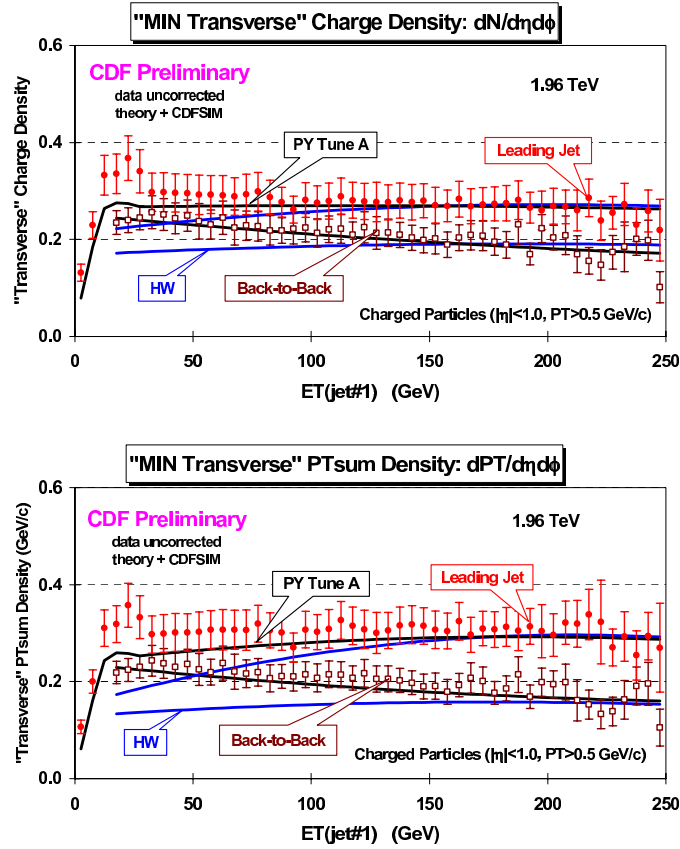 "MIN Transverse" Charge Density: dN/dηdϕ
0.6
CDF Preliminary
data uncorrected
theory + CDFSIM
1.96 TeV
PY Tune A
Leading Jet
0.4
"Transverse" Charge Density
0.2
HW
Back-to-Back
Charged Particles (|η|<1.0, PT>0.5 GeV/c)
0.0
0 50 100 150 200 250
ET(jet#1) (GeV)
"MIN Transverse" PTsum Density: dPT/dηdϕ
0.6
CDF Preliminary
data uncorrected
theory + CDFSIM
1.96 TeV
PY Tune A
Leading Jet
0.4
"Transverse" PTsum Density (GeV/c)
0.2
HW
Back-to-Back
Charged Particles (|η|<1.0, PT>0.5 GeV/c)
0.0
0 50 100 150 200 250
ET(jet#1) (GeV)